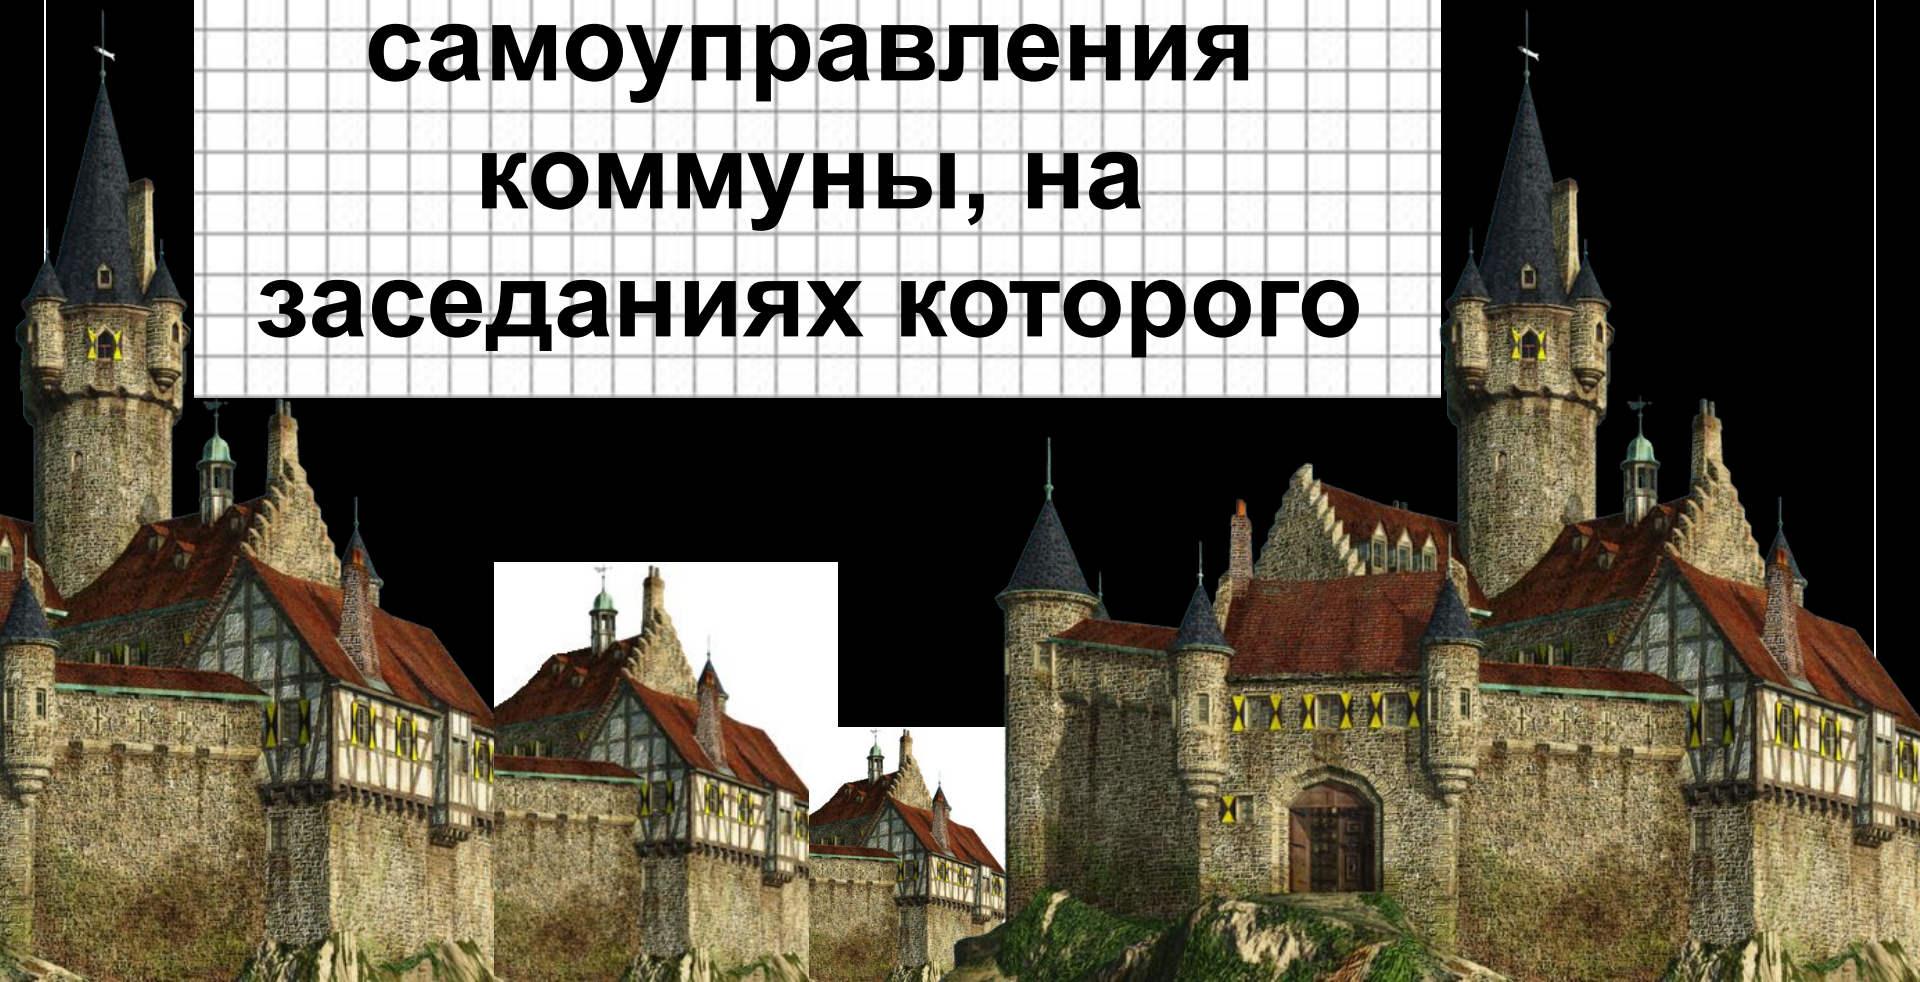 самоуправления
коммуны, на
заседаниях которого